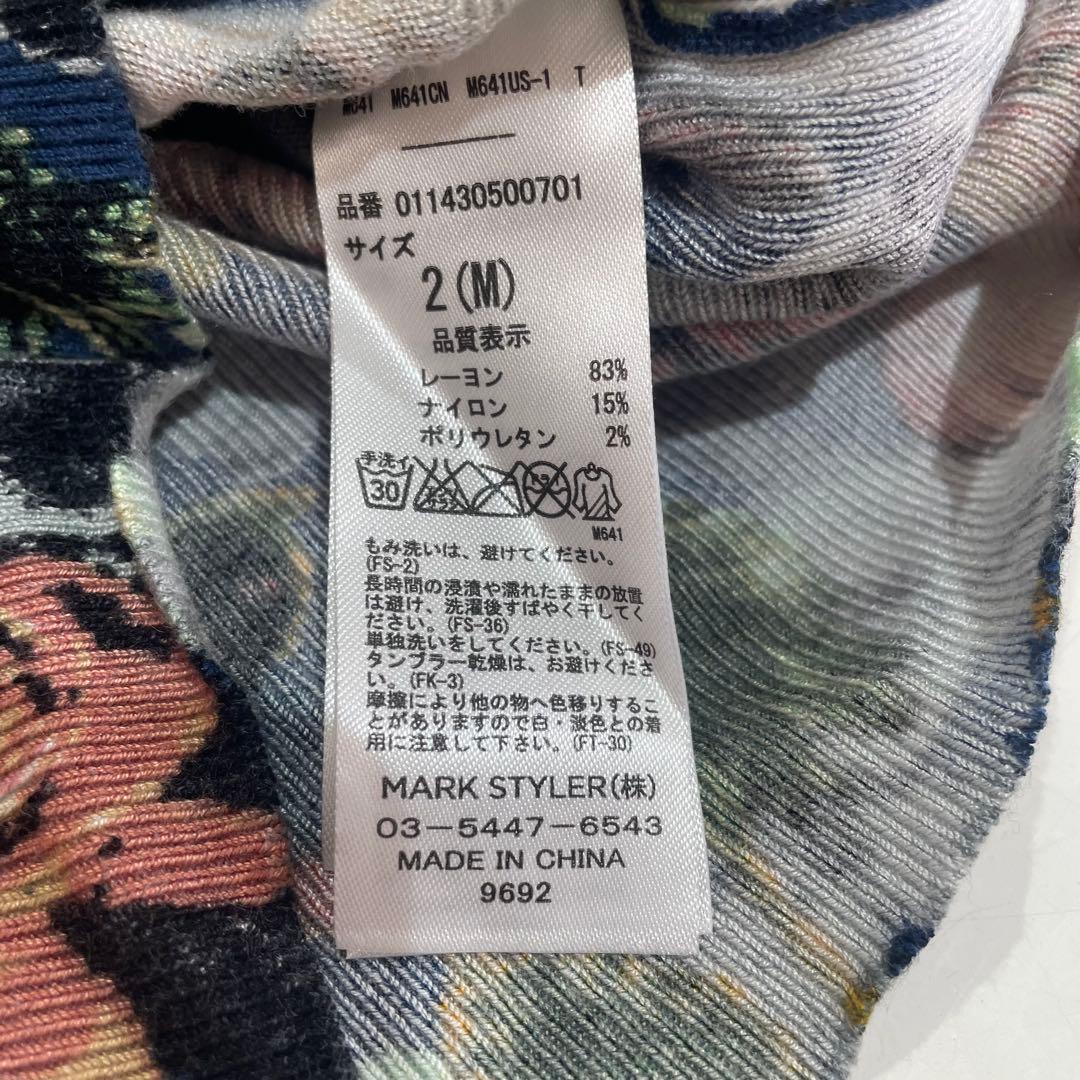 M641 M641CN M641US-1 T
品番 011430500701
サイズ
2(M)
品質表示
レーヨン 83%
ナイロン 15%
ポリウレタン 2%
手洗イ
30
M641
もみ洗いは、避けてください。
(FS-2)
長時間の浸漬や濡れたままの放置
は避け、洗濯後すばやく干してく
ださい。(FS-36)
単独洗いをしてください。(FS-49)
タンブラー乾燥は、お避けくださ
い。(FK-3)
摩擦により他の物へ色移りするこ
とがありますので白・淡色との着
用に注意して下さい。(FT-30)
MARK STYLER(株)
03-5447-6543
MADE IN CHINA
9692